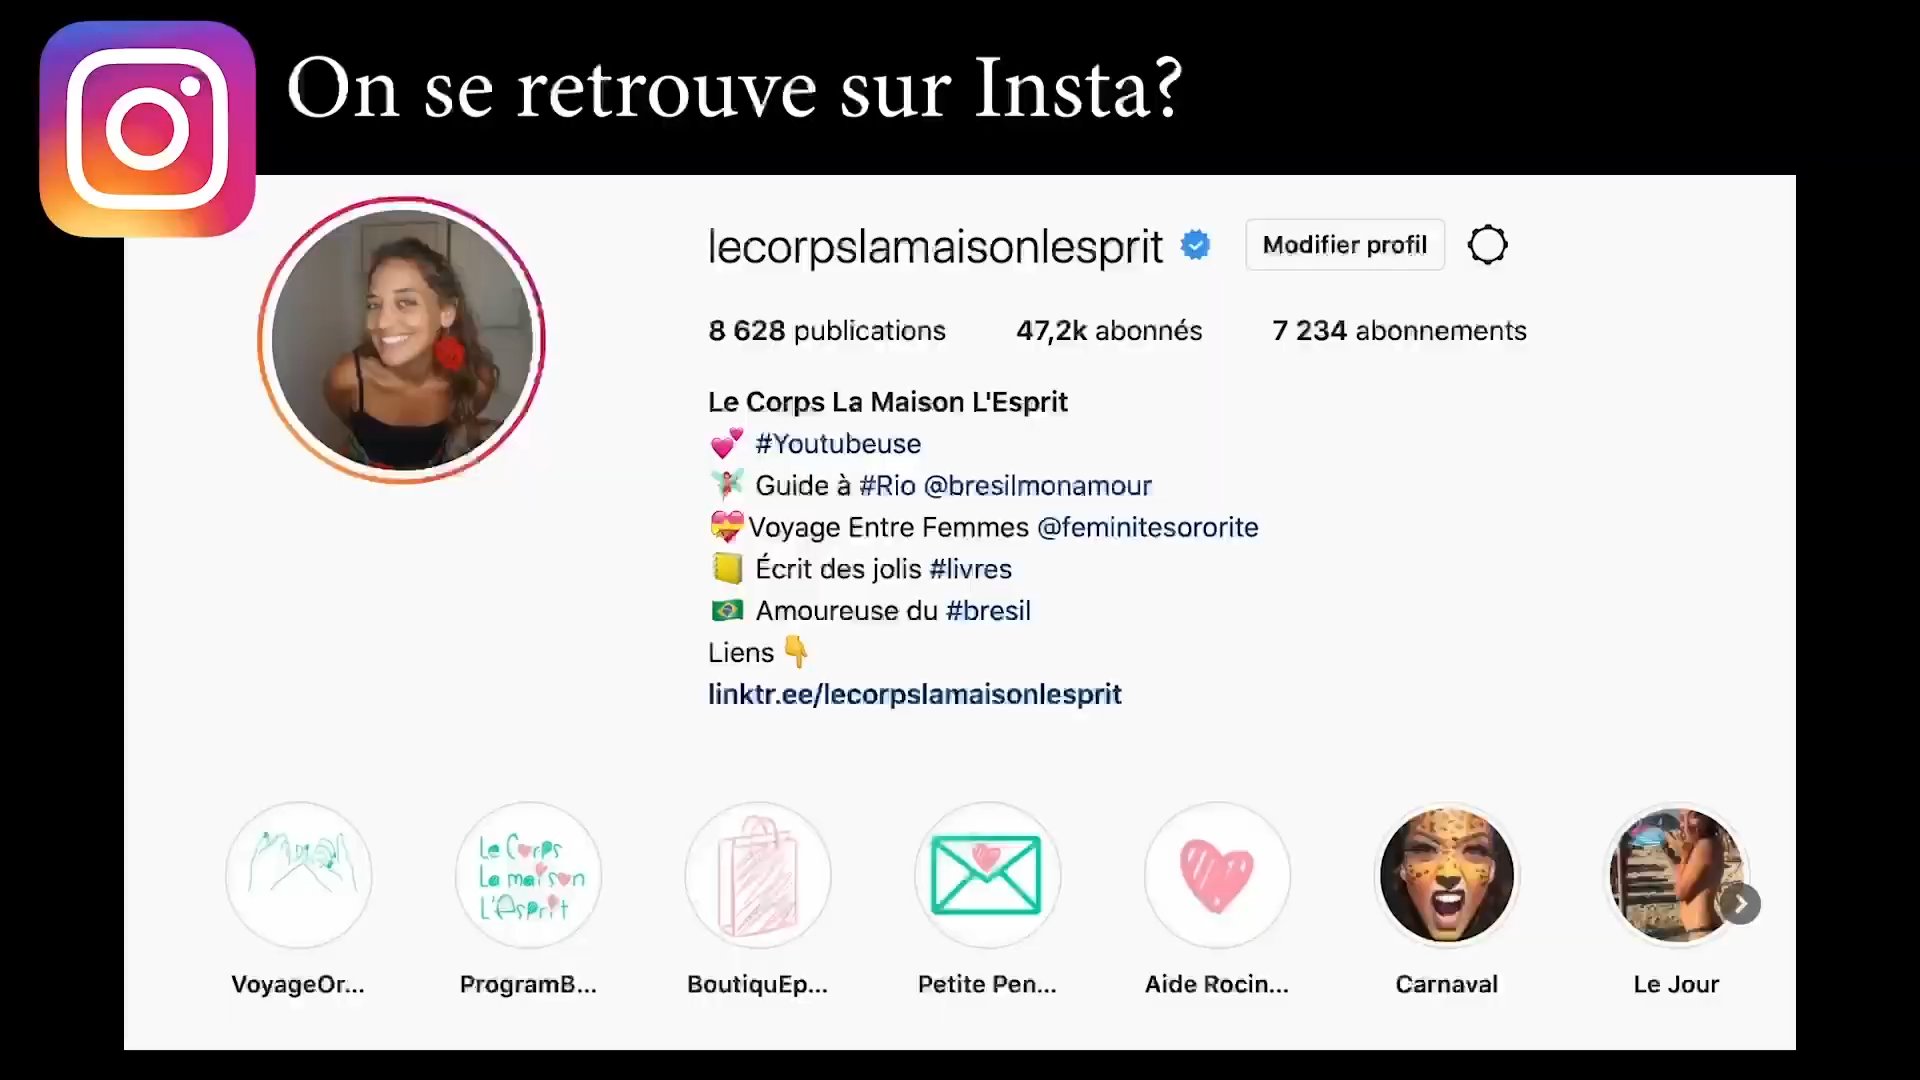 On se retrouve sur Insta?
lecorpslamaisonlesprit
Modifier profil
8 628 publications 47,2k abonnés 7 234 abonnements
Le Corps La Maison L'Esprit
#Youtubeuse
Guide à #Rio @bresilmonamour
Voyage Entre Femmes @feminitesororite
Écrit des jolis #livres
Amoureuse du #bresil
Liens
linktr.ee/lecorpslamaisonlesprit
Le Corps
La maison
L'Esprit
VoyageOr... ProgramB... BoutiquEp... Petite Pen... Aide Rocin... Carnaval Le Jour